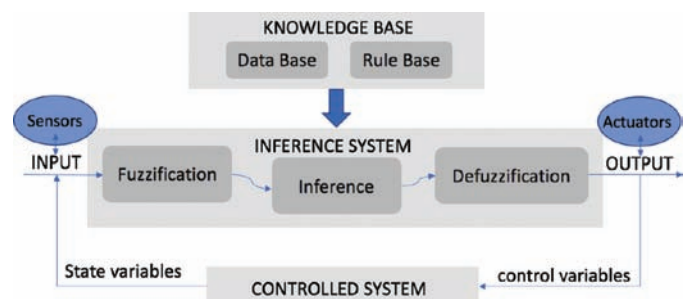 KNOWLEDGE BASE
Data Base
Rule Base
Sensors
Actuators
INPUT
INFERENCE SYSTEM
OUTPUT
Fuzzification
Inference
Defuzzification
State variables
control variables
CONTROLLED SYSTEM